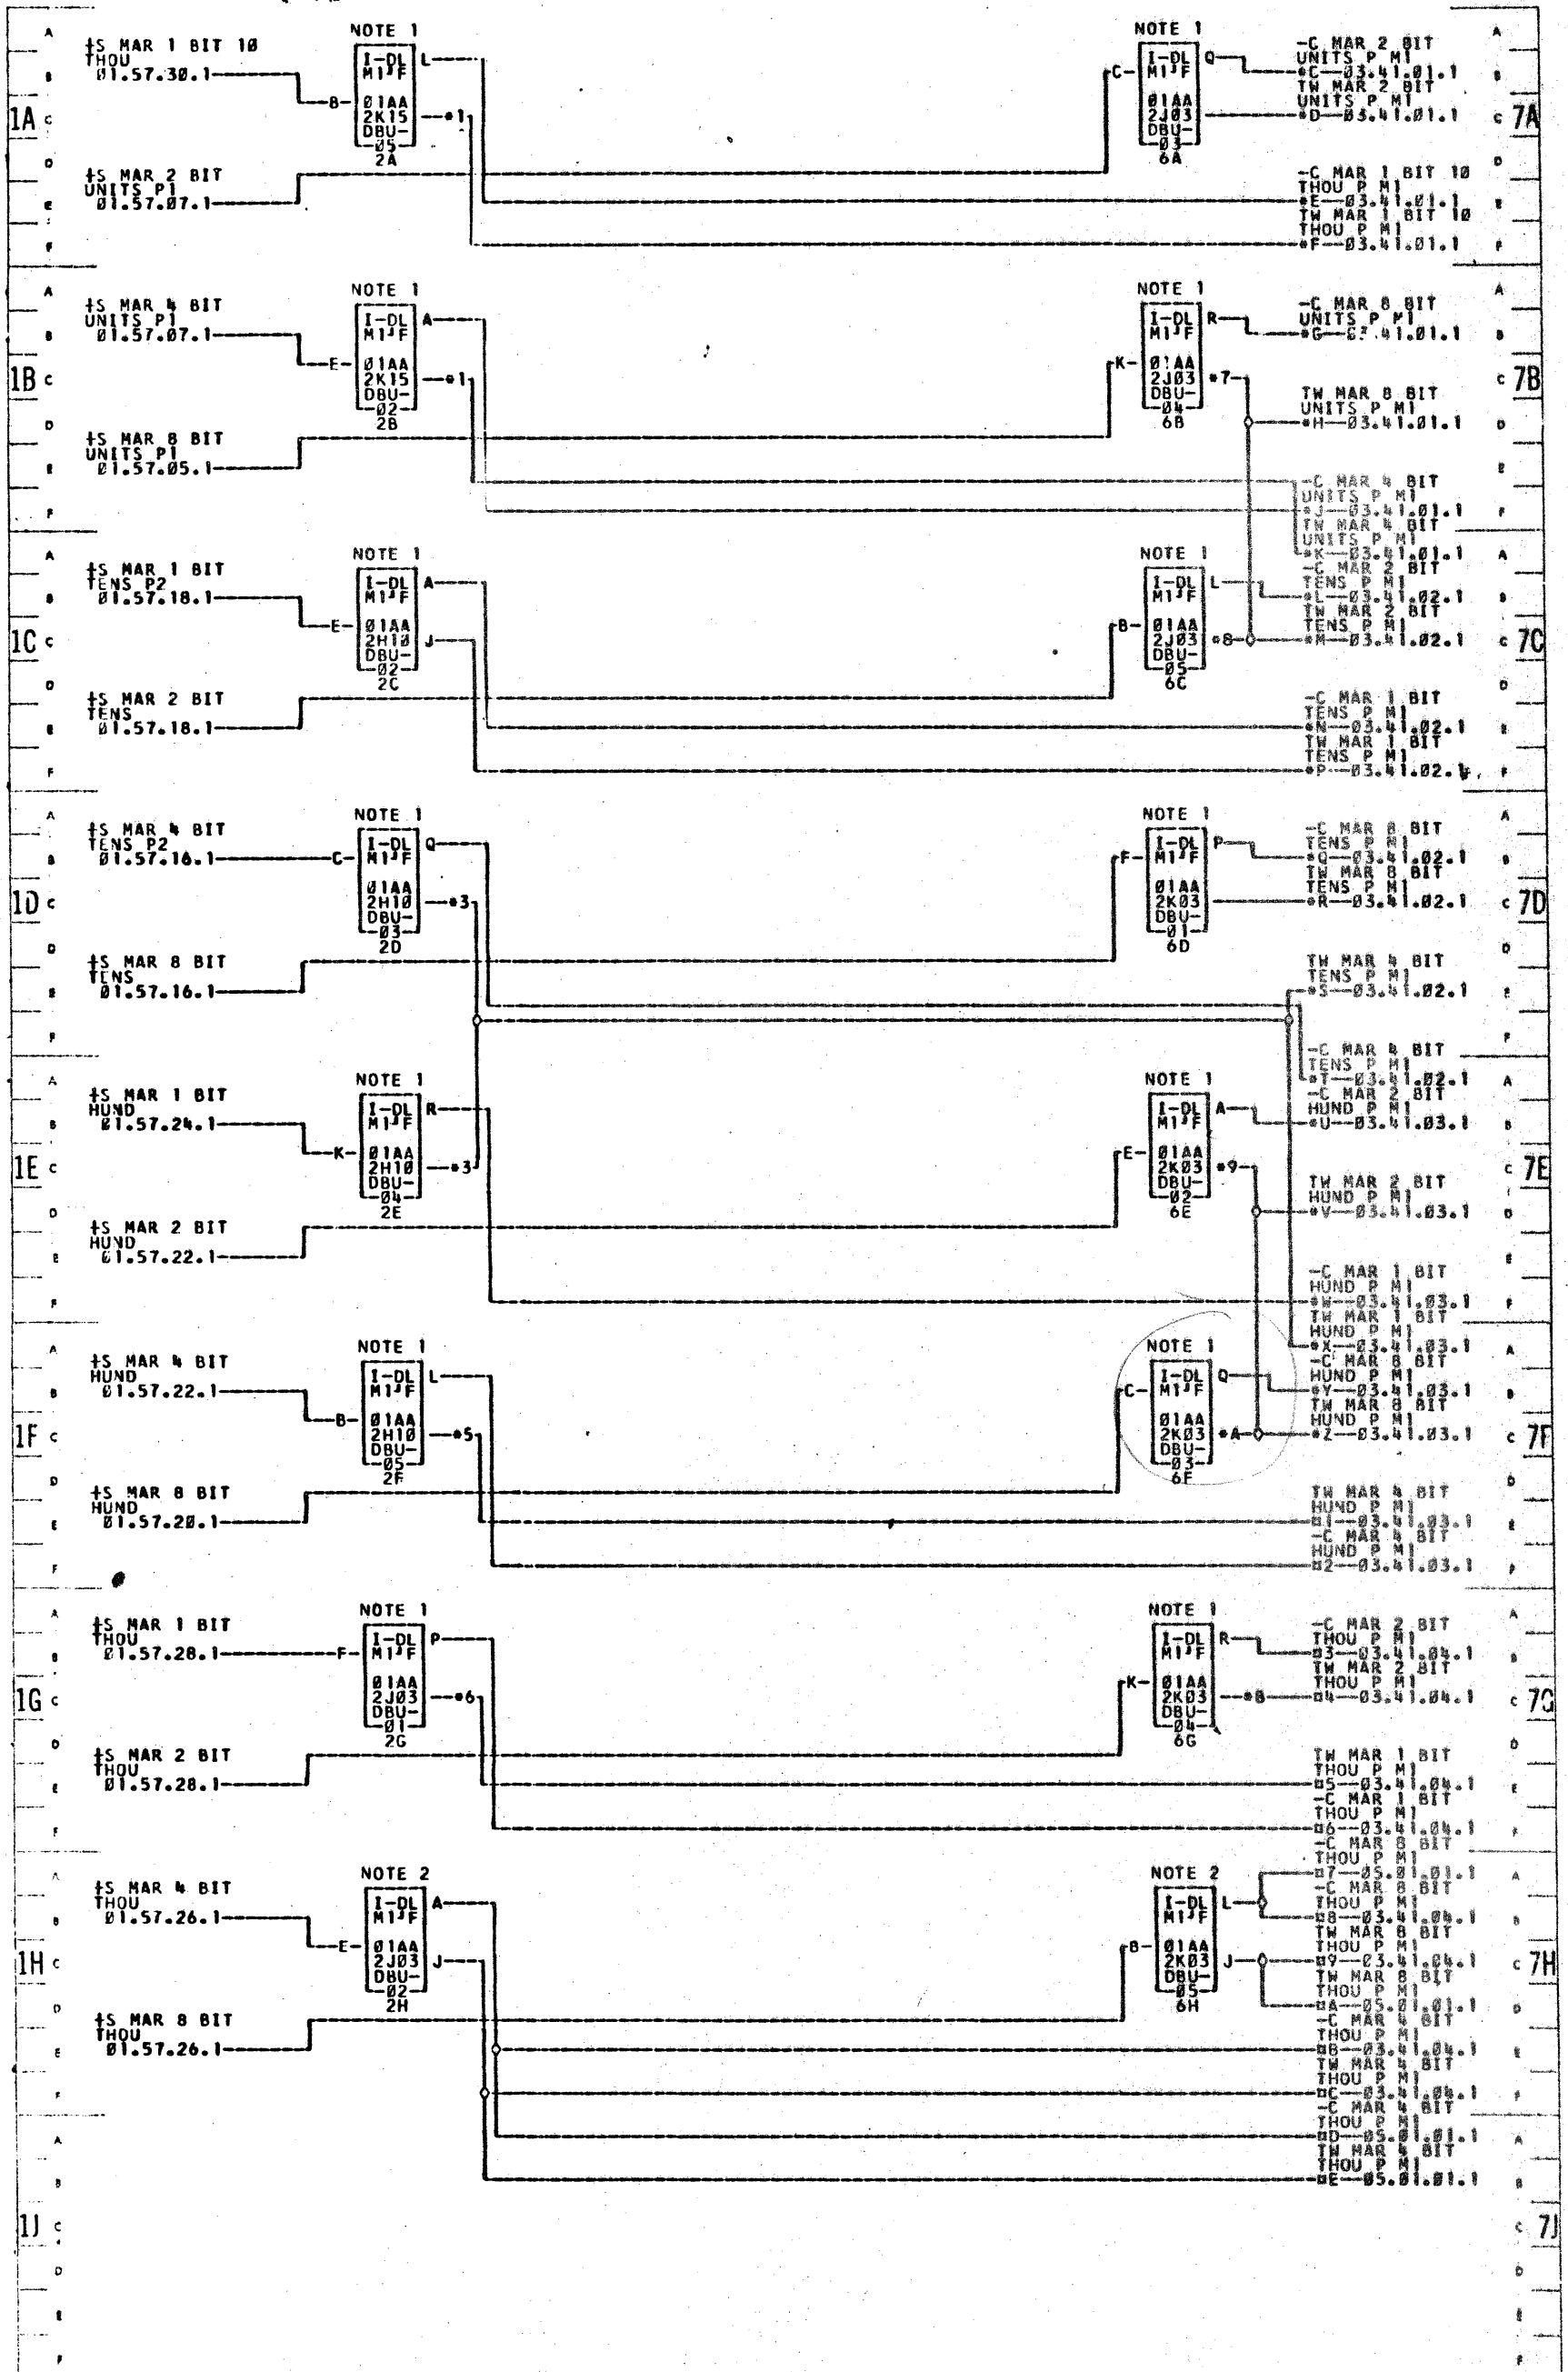 NOTE 1
NOTE 1
+S MAR 1 BIT 10
THOU
01.57.30.1
B
I-DL L
M1JF
01AA
2K15 *1
DBU-
05
2A
C
I-DL Q
M1JF
01AA
2J03
DBU-
03
6A
-C MAR 2 BIT
UNITS P M1
*C—03.41.01.1
TW MAR 2 BIT
UNITS P M1
*D—03.41.01.1
1A
7A
+S MAR 2 BIT
UNITS P1
01.57.07.1
-C MAR 1 BIT 10
THOU P M1
*E—03.41.01.1
TW MAR 1 BIT 10
THOU P M1
*F—03.41.01.1
NOTE 1
NOTE 1
+S MAR 4 BIT
UNITS P1
01.57.07.1
E
I-DL A
M1JF
01AA
2K15 *1
DBU-
02
2B
K
I-DL R
M1JF
01AA
2J03 *7
DBU-
04
6B
-C MAR 8 BIT
UNITS P M1
*G—03.41.01.1
1B
7B
TW MAR 8 BIT
UNITS P M1
*H—03.41.01.1
+S MAR 8 BIT
UNITS P1
01.57.05.1
-C MAR 4 BIT
UNITS P M1
*J—03.41.01.1
TW MAR 4 BIT
UNITS P M1
*K—03.41.01.1
NOTE 1
NOTE 1
+S MAR 1 BIT
TENS P2
01.57.18.1
E
I-DL A
M1JF
01AA
2H10 J
DBU-
02
2C
B
I-DL L
M1JF
01AA
2J03 *8
DBU-
05
6C
-C MAR 2 BIT
TENS P M1
*L—03.41.02.1
TW MAR 2 BIT
TENS P M1
*M—03.41.02.1
1C
7C
+S MAR 2 BIT
TENS
01.57.18.1
-C MAR 1 BIT
TENS P M1
*N—03.41.02.1
TW MAR 1 BIT
TENS P M1
*P—03.41.02.1
NOTE 1
NOTE 1
+S MAR 4 BIT
TENS P2
01.57.16.1
C
I-DL Q
M1JF
01AA
2H10 *3
DBU-
03
2D
F
I-DL P
M1JF
01AA
2K03
DBU-
01
6D
-C MAR 8 BIT
TENS P M1
*Q—03.41.02.1
TW MAR 8 BIT
TENS P M1
*R—03.41.02.1
1D
7D
+S MAR 8 BIT
TENS
01.57.16.1
TW MAR 4 BIT
TENS P M1
*S—03.41.02.1
-C MAR 4 BIT
TENS P M1
*T—03.41.02.1
NOTE 1
NOTE 1
+S MAR 1 BIT
HUND
01.57.24.1
K
I-DL R
M1JF
01AA
2H10 *3
DBU-
04
2E
E
I-DL A
M1JF
01AA
2K03 *9
DBU-
02
6E
-C MAR 2 BIT
HUND P M1
*U—03.41.03.1
1E
7E
TW MAR 2 BIT
HUND P M1
*V—03.41.03.1
+S MAR 2 BIT
HUND
01.57.22.1
-C MAR 1 BIT
HUND P M1
*W—03.41.03.1
TW MAR 1 BIT
HUND P M1
*X—03.41.03.1
NOTE 1
NOTE 1
+S MAR 4 BIT
HUND
01.57.22.1
B
I-DL L
M1JF
01AA
2H10 *5
DBU-
05
2F
C
I-DL Q
M1JF
01AA
2K03 *A
DBU-
03
6F
-C MAR 8 BIT
HUND P M1
*Y—03.41.03.1
TW MAR 8 BIT
HUND P M1
*Z—03.41.03.1
1F
7F
+S MAR 8 BIT
HUND
01.57.20.1
TW MAR 4 BIT
HUND P M1
¤1—03.41.03.1
-C MAR 4 BIT
HUND P M1
¤2—03.41.03.1
NOTE 1
NOTE 1
+S MAR 1 BIT
THOU
01.57.28.1
F
I-DL P
M1JF
01AA
2J03 *6
DBU-
01
2G
K
I-DL R
M1JF
01AA
2K03 *B
DBU-
04
6G
-C MAR 2 BIT
THOU P M1
¤3—03.41.04.1
TW MAR 2 BIT
THOU P M1
¤4—03.41.04.1
1G
7G
+S MAR 2 BIT
THOU
01.57.28.1
TW MAR 1 BIT
THOU P M1
¤5—03.41.04.1
-C MAR 1 BIT
THOU P M1
¤6—03.41.04.1
NOTE 2
NOTE 2
+S MAR 4 BIT
THOU
01.57.26.1
E
I-DL A
M1JF
01AA
2J03 J
DBU-
02
2H
B
I-DL L
M1JF
01AA
2K03 J
DBU-
05
6H
-C MAR 8 BIT
THOU P M1
¤7—05.01.01.1
-C MAR 8 BIT
THOU P M1
¤8—03.41.04.1
TW MAR 8 BIT
THOU P M1
¤9—03.41.04.1
TW MAR 8 BIT
THOU P M1
¤A—05.01.01.1
1H
7H
+S MAR 8 BIT
THOU
01.57.26.1
-C MAR 4 BIT
THOU P M1
¤B—03.41.04.1
TW MAR 4 BIT
THOU P M1
¤C—03.41.04.1
-C MAR 4 BIT
THOU P M1
¤D—05.01.01.1
TW MAR 4 BIT
THOU P M1
¤E—05.01.01.1
1J
7J